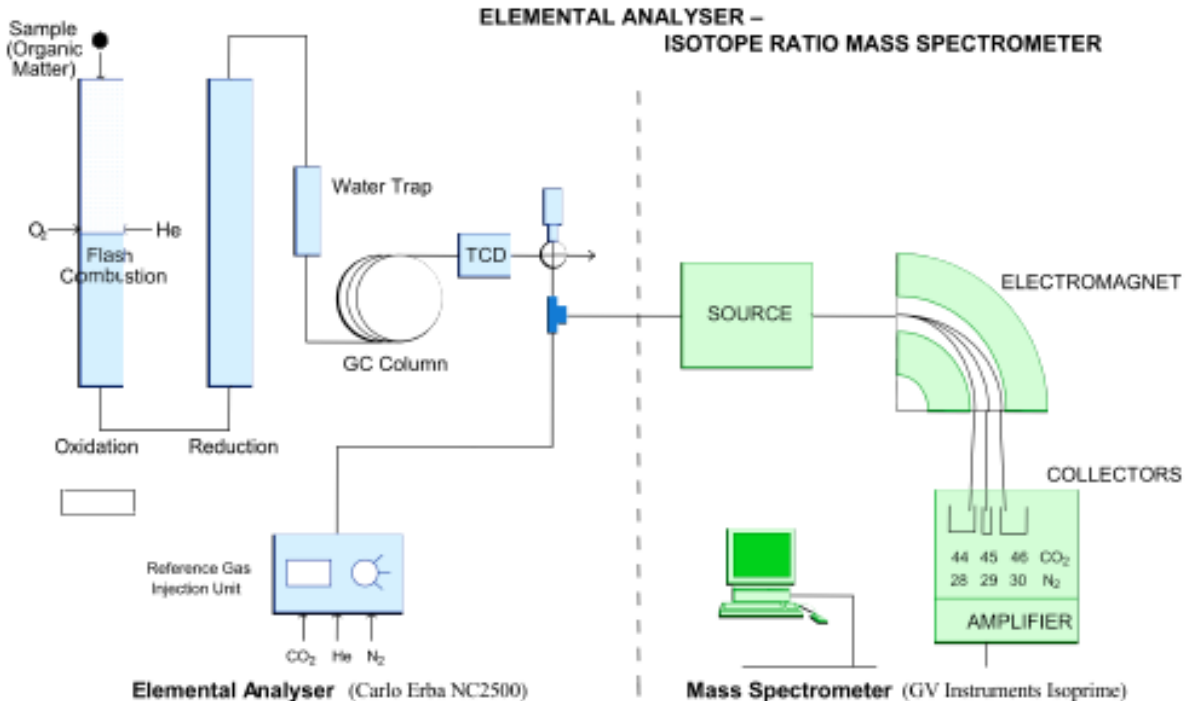 ELEMENTAL ANALYSER –
ISOTOPE RATIO MASS SPECTROMETER
Sample
(Organic
Matter)
O₂
He
Flash
Combustion
Water Trap
TCD
GC Column
Oxidation
Reduction
Reference Gas
Injection Unit
CO₂ He N₂
Elemental Analyser (Carlo Erba NC2500)
SOURCE
ELECTROMAGNET
COLLECTORS
44 45 46 CO₂
28 29 30 N₂
AMPLIFIER
Mass Spectrometer (GV Instruments Isoprime)